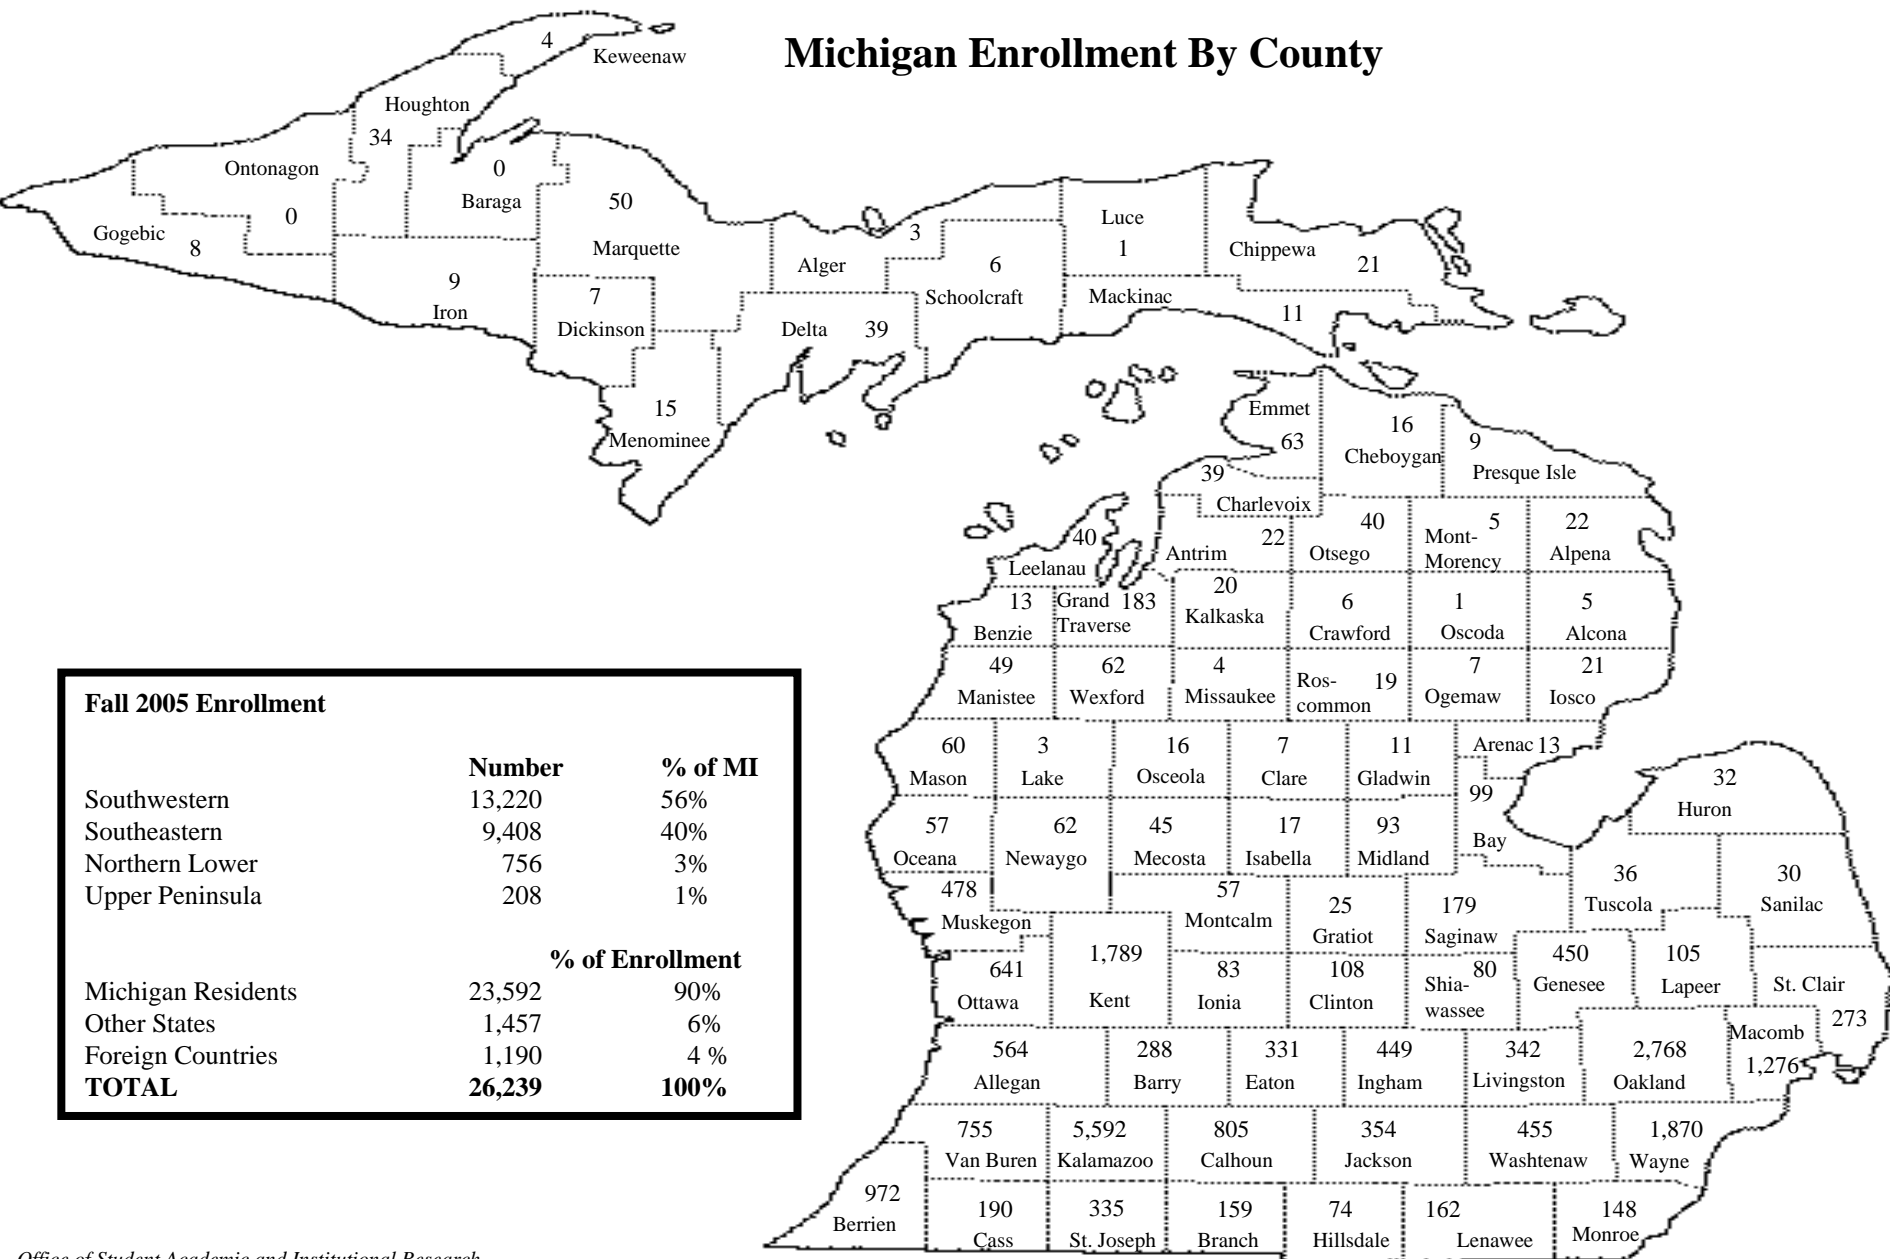 Michigan Enrollment By County
4
Keweenaw
Houghton
34
Ontonagon
0
0
Baraga
Gogebic
8
50
Marquette
9
Iron
7
Dickinson
Alger
3
6
Schoolcraft
Luce
1
Chippewa
21
Mackinac
11
Delta 39
15
Menominee
Emmet
63
16
Cheboygan
9
Presque Isle
39
Charlevoix
40
Leelanau
22
Antrim
40
Otsego
5
Mont-
Morency
22
Alpena
13
Benzie
Grand 183
Traverse
20
Kalkaska
6
Crawford
1
Oscoda
5
Alcona
49
Manistee
62
Wexford
4
Missaukee
Ros- 19
common
7
Ogemaw
21
Iosco
60
Mason
3
Lake
16
Osceola
7
Clare
11
Gladwin
Arenac 13
99
Bay
32
Huron
57
Oceana
62
Newaygo
45
Mecosta
17
Isabella
93
Midland
478
Muskegon
57
Montcalm
25
Gratiot
179
Saginaw
36
Tuscola
30
Sanilac
641
Ottawa
1,789
Kent
83
Ionia
108
Clinton
80
Shia-
wassee
450
Genesee
105
Lapeer
St. Clair
273
564
Allegan
288
Barry
331
Eaton
449
Ingham
342
Livingston
2,768
Oakland
Macomb
1,276
755
Van Buren
5,592
Kalamazoo
805
Calhoun
354
Jackson
455
Washtenaw
1,870
Wayne
972
Berrien
190
Cass
335
St. Joseph
159
Branch
74
Hillsdale
162
Lenawee
148
Monroe
Fall 2005 Enrollment
Number % of MI
Southwestern 13,220 56%
Southeastern 9,408 40%
Northern Lower 756 3%
Upper Peninsula 208 1%
% of Enrollment
Michigan Residents 23,592 90%
Other States 1,457 6%
Foreign Countries 1,190 4 %
TOTAL 26,239 100%
Office of Student Academic and Institutional Research